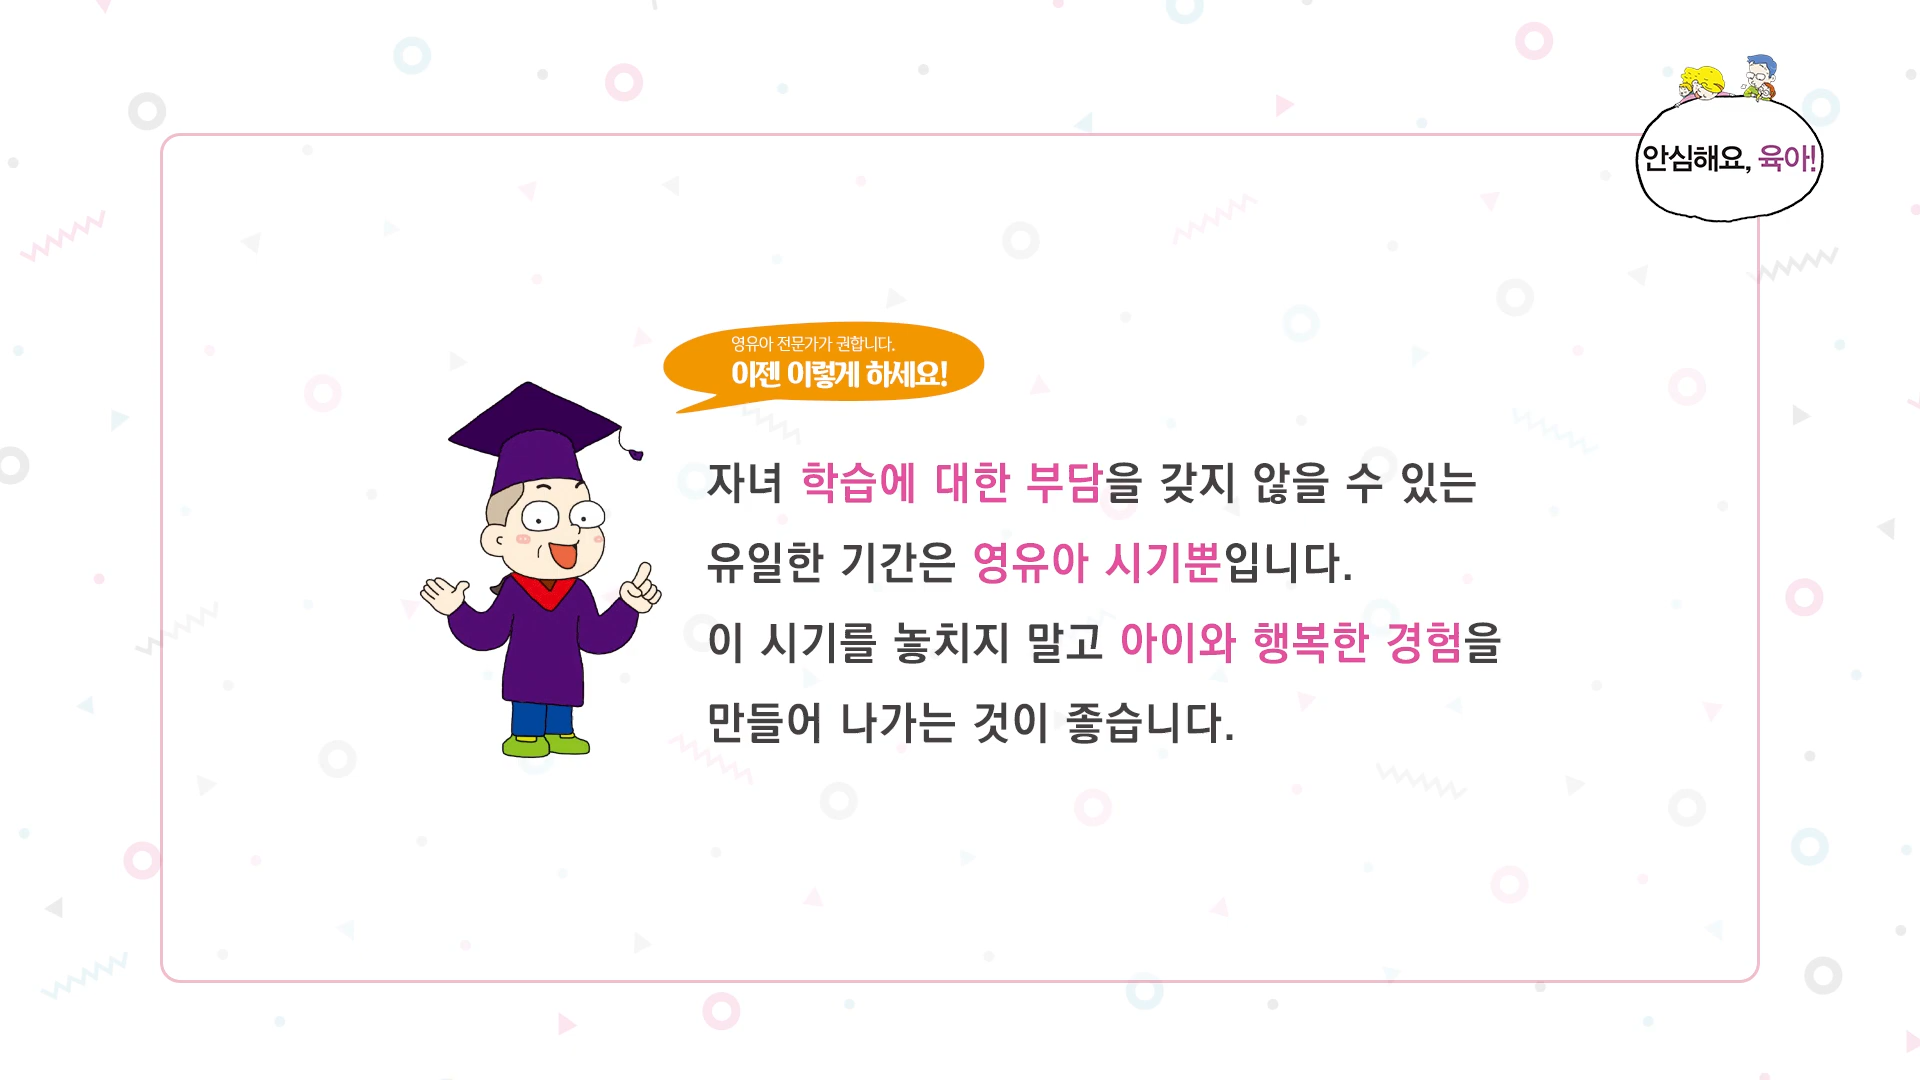 안심해요, 육아!
영유아 전문가가 권합니다.
이젠 이렇게 하세요!
자녀 학습에 대한 부담을 갖지 않을 수 있는
유일한 기간은 영유아 시기뿐입니다.
이 시기를 놓치지 말고 아이와 행복한 경험을
만들어 나가는 것이 좋습니다.